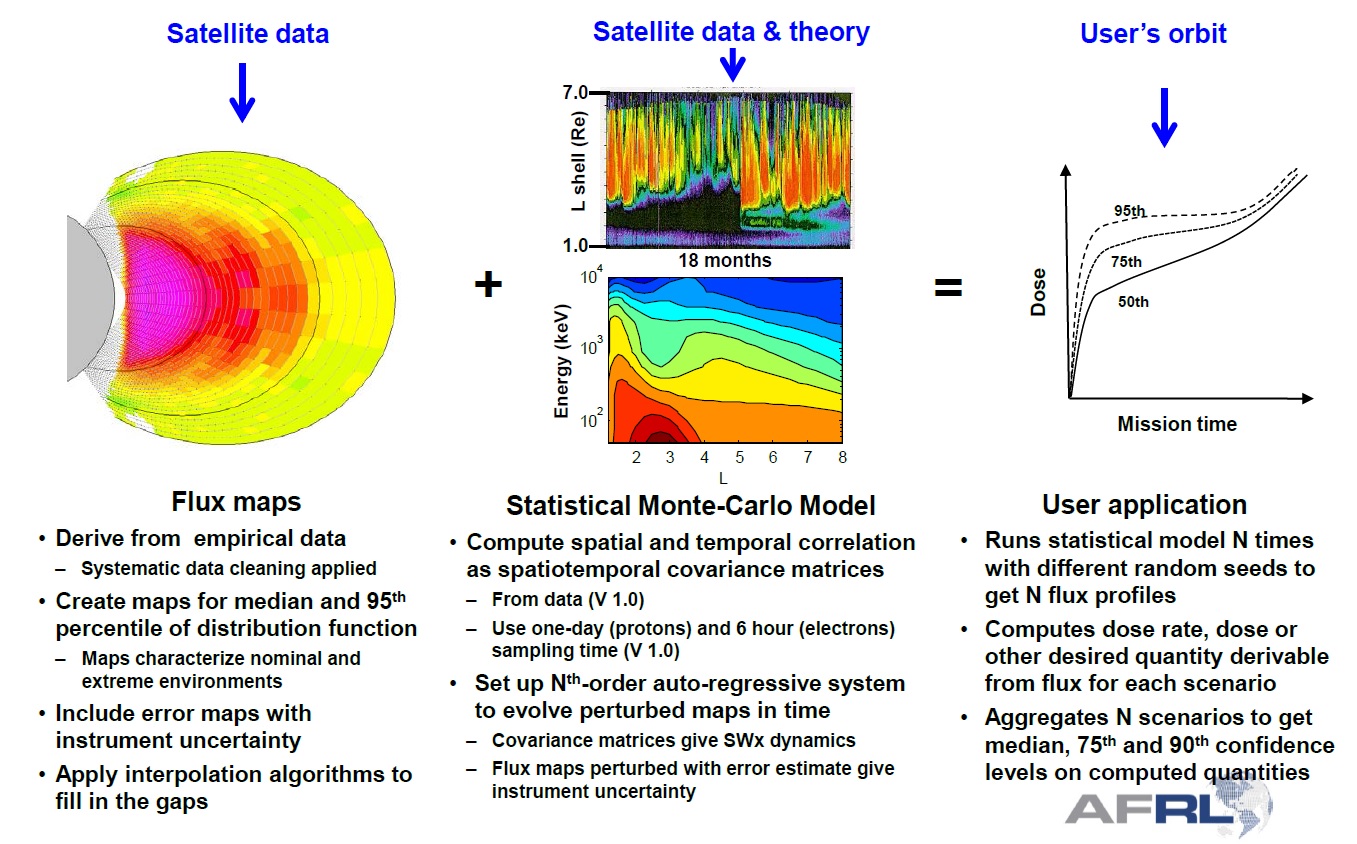 Satellite data
Satellite data & theory
User's orbit
7.0
L shell (Re)
1.0
18 months
+
=
10^4
10^3
10^2
Energy (keV)
2 3 4 5 6 7 8
L
95th
75th
50th
Dose
Mission time
Flux maps
• Derive from empirical data
– Systematic data cleaning applied
• Create maps for median and 95th
percentile of distribution function
– Maps characterize nominal and
extreme environments
• Include error maps with
instrument uncertainty
• Apply interpolation algorithms to
fill in the gaps
Statistical Monte-Carlo Model
• Compute spatial and temporal correlation
as spatiotemporal covariance matrices
– From data (V 1.0)
– Use one-day (protons) and 6 hour (electrons)
sampling time (V 1.0)
• Set up Nth-order auto-regressive system
to evolve perturbed maps in time
– Covariance matrices give SWx dynamics
– Flux maps perturbed with error estimate give
instrument uncertainty
User application
• Runs statistical model N times
with different random seeds to
get N flux profiles
• Computes dose rate, dose or
other desired quantity derivable
from flux for each scenario
• Aggregates N scenarios to get
median, 75th and 90th confidence
levels on computed quantities
AFRL